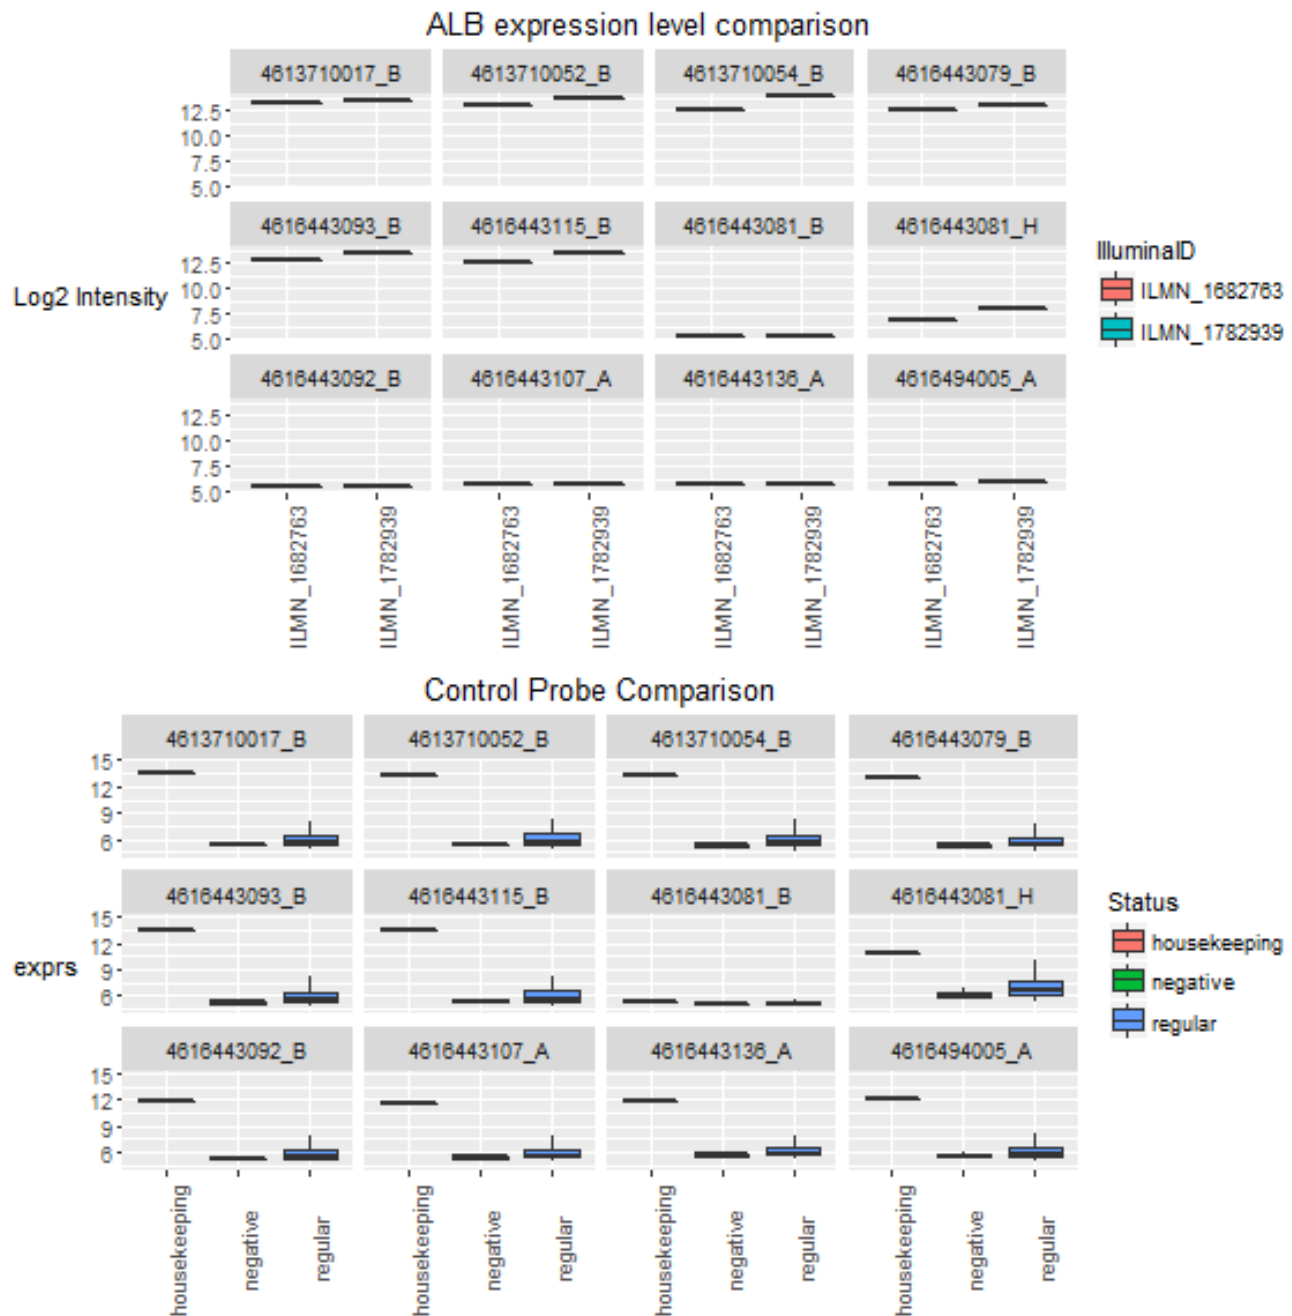 ALB expression level comparison
4613710017_B 4613710052_B 4613710054_B 4616443079_B
12.5
10.0
7.5
5.0
4616443093_B 4616443115_B 4616443081_B 4616443081_H
12.5
10.0
7.5
5.0
Log2 Intensity
IlluminaID
ILMN_1682763
ILMN_1782939
4616443092_B 4616443107_A 4616443136_A 4616494005_A
12.5
10.0
7.5
5.0
ILMN_1682763 ILMN_1782939 ILMN_1682763 ILMN_1782939 ILMN_1682763 ILMN_1782939 ILMN_1682763 ILMN_1782939
Control Probe Comparison
4613710017_B 4613710052_B 4613710054_B 4616443079_B
15
12
9
6
4616443093_B 4616443115_B 4616443081_B 4616443081_H
15
12
9
6
exprs
Status
housekeeping
negative
regular
4616443092_B 4616443107_A 4616443136_A 4616494005_A
15
12
9
6
housekeeping negative regular housekeeping negative regular housekeeping negative regular housekeeping negative regular